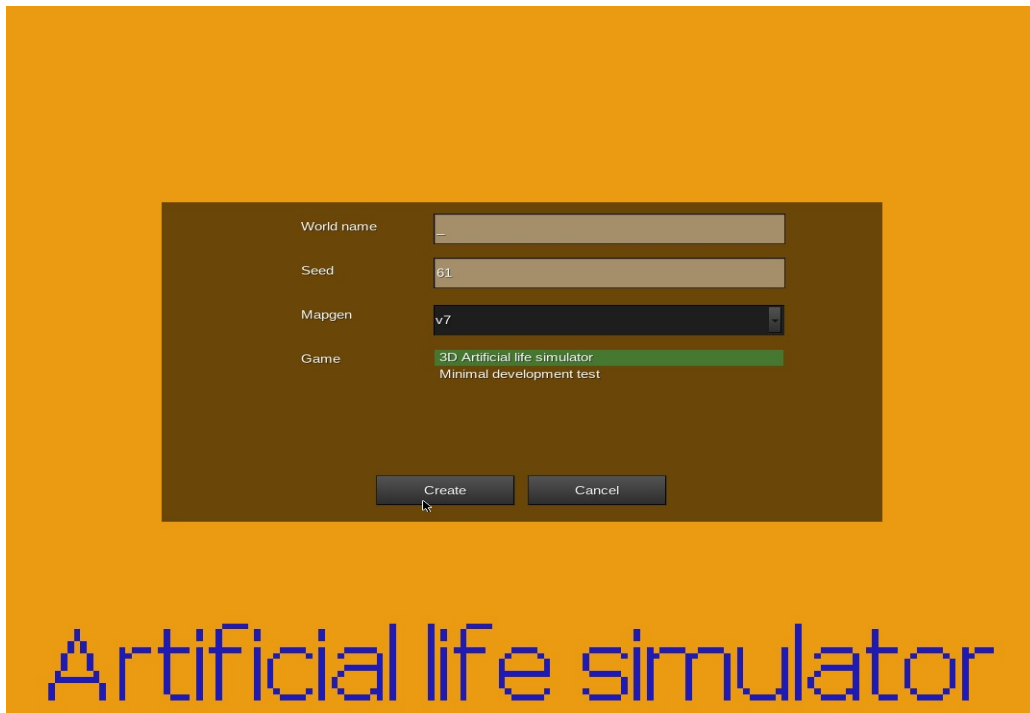 World name
_
Seed
61
Mapgen
v7
Game
3D Artificial life simulator
Minimal development test
Create
Cancel
Artificial life simulator